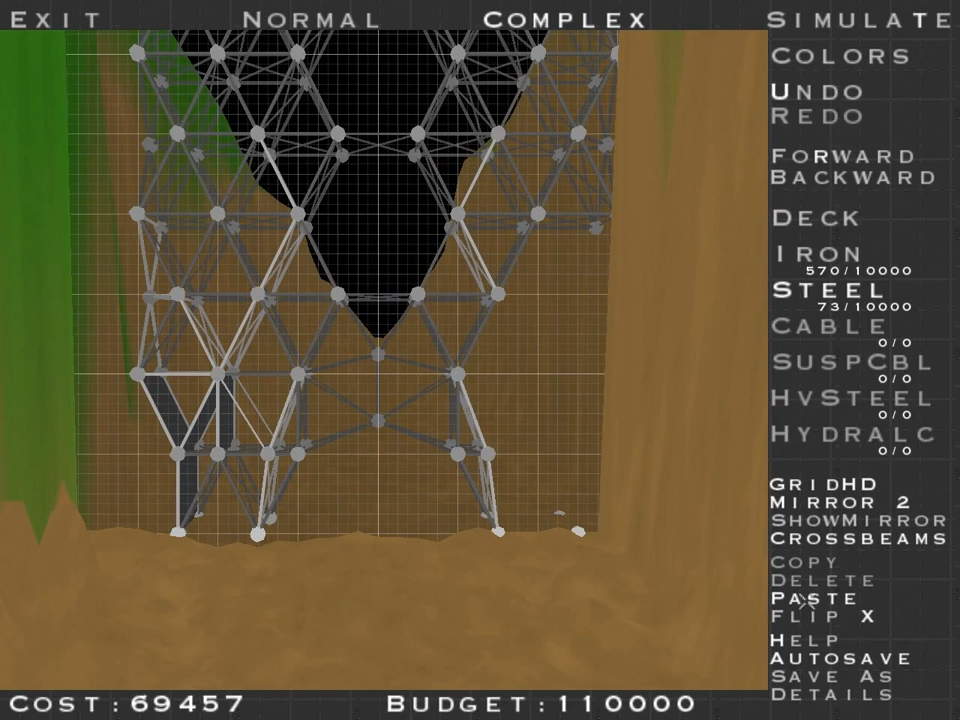 EXIT NORMAL COMPLEX SIMULATE
COLORS
UNDO
REDO
FORWARD
BACKWARD
DECK
IRON
570/10000
STEEL
73/10000
CABLE
0/0
SUSPCBL
0/0
HVSTEEL
0/0
HYDRALC
0/0
GRIDHD
MIRROR 2
SHOWMIRROR
CROSSBEAMS
COPY
DELETE
PASTE
FLIP X
HELP
AUTOSAVE
SAVE AS
DETAILS
COST:69457 BUDGET:110000